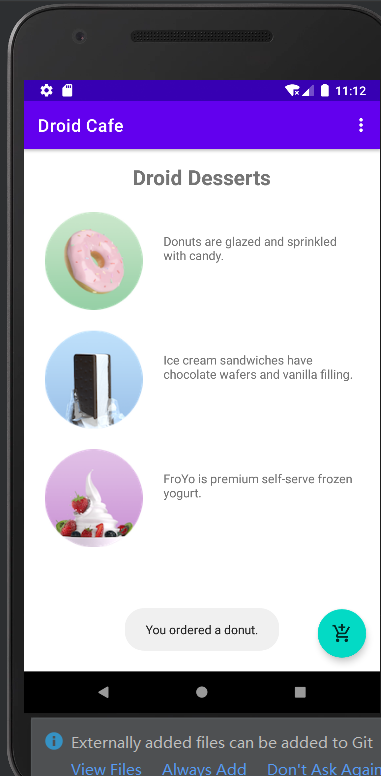 11:12
Droid Cafe
Droid Desserts
Donuts are glazed and sprinkled
with candy.
Ice cream sandwiches have
chocolate wafers and vanilla filling.
FroYo is premium self-serve frozen
yogurt.
You ordered a donut.
Externally added files can be added to Git
View Files Always Add Don't Ask Again